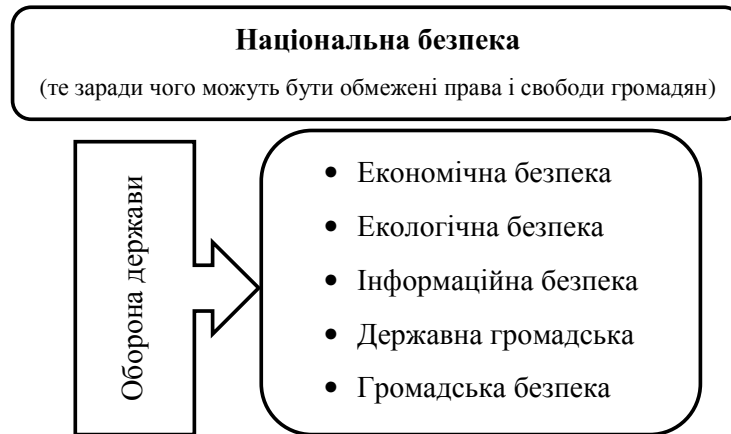 Національна безпека
(те заради чого можуть бути обмежені права і свободи громадян)
Оборона держави
• Економічна безпека
• Екологічна безпека
• Інформаційна безпека
• Державна громадська
• Громадська безпека